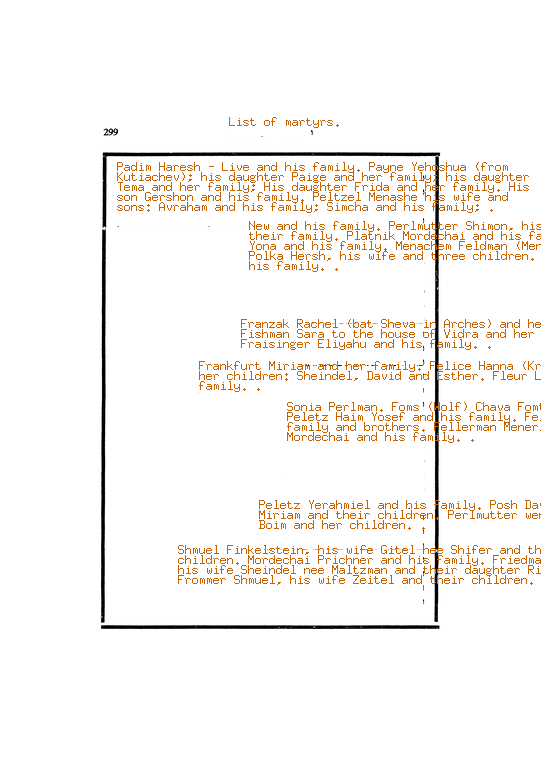 List of martyrs.
299
Padim Haresh - Live and his family. Payne Yehoshua (from
Kutiachev); his daughter Paige and her family; his daughter
Tema and her family; His daughter Frida and her family. His
son Gershon and his family. Peltzel Menashe his wife and
sons: Avraham and his family; Simcha and his family; .
New and his family. Perlmutter Shimon, his
their family. Platnik Mordechai and his fa
Yona and his family. Menachem Feldman (Mer
Polka Hersh, his wife and three children.
his family. .
Franzak Rachel (bat-Sheva in Arches) and he
Fishman Sara to the house of Vidra and her
Fraisinger Eliyahu and his family. .
Frankfurt Miriam and her family; Felice Hanna (Kr
her children: Sheindel, David and Esther. Fleur L
family. .
Sonia Perlman. Foms (Wolf) Chava Fom
Peletz Haim Yosef and his family. Fe
family and brothers. Fellerman Mener
Mordechai and his family. .
Peletz Yerahmiel and his family. Posh Da
Miriam and their children. Perlmutter wer
Boim and her children. .
Shmuel Finkelstein, his wife Gitel nee Shifer and th
children. Mordechai Prichner and his family. Friedma
his wife Sheindel nee Maltzman and their daughter Ri
Frommer Shmuel, his wife Zeitel and their children.